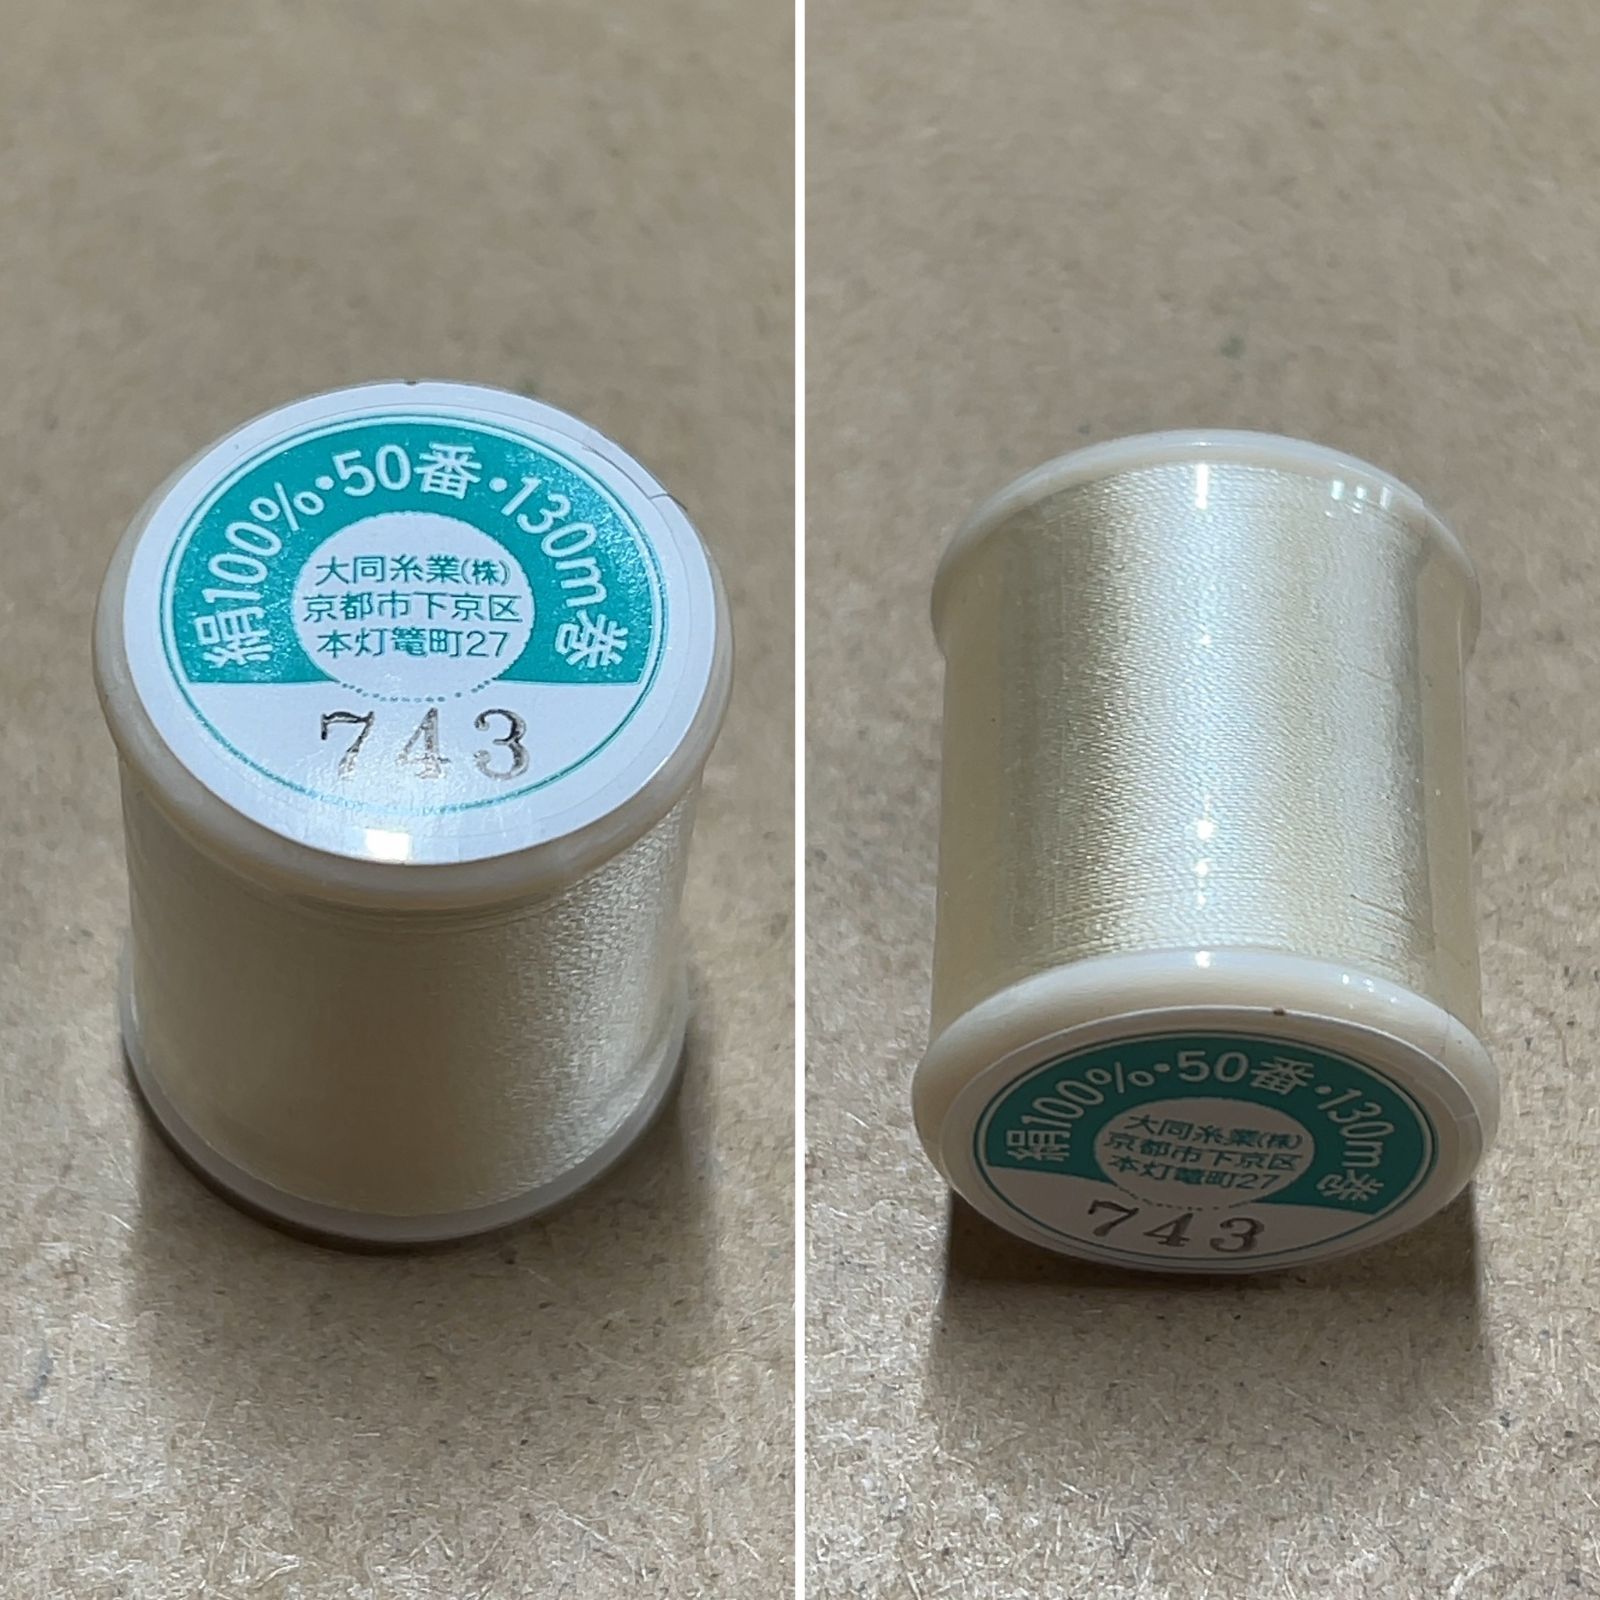 絹100%・50番・130m巻
大同糸業(株)
京都市下京区
本灯篭町27
743
絹100%・50番・130m巻
大同糸業(株)
京都市下京区
本灯篭町27
743